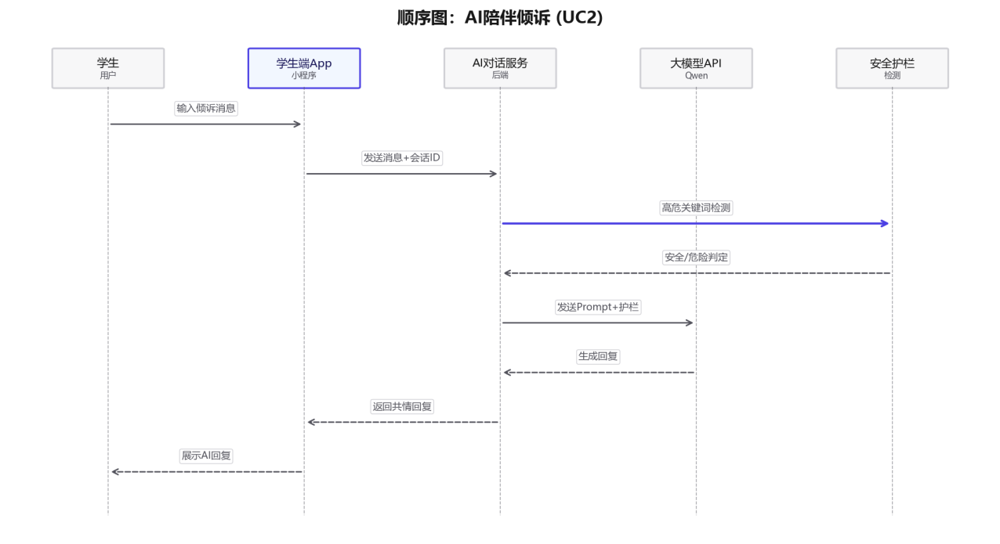 顺序图：AI陪伴倾诉 (UC2)
学生
用户
学生端App
小程序
AI对话服务
后端
大模型API
Qwen
安全护栏
检测
输入倾诉消息
发送消息+会话ID
高危关键词检测
安全/危险判定
发送Prompt+护栏
生成回复
返回共情回复
展示AI回复